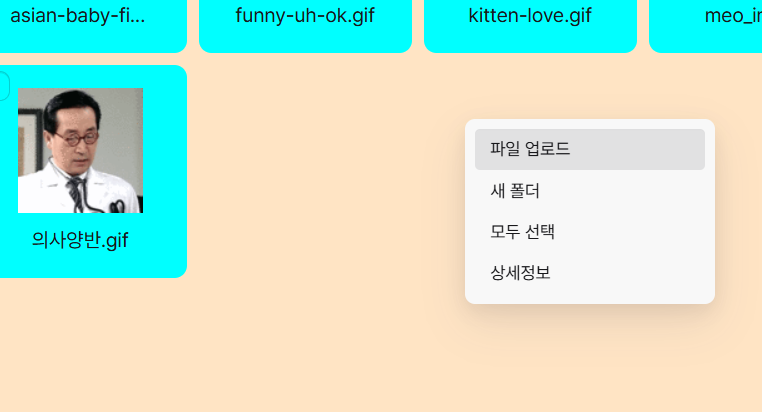 asian-baby-fi...
funny-uh-ok.gif
kitten-love.gif
meo_in
의사양반.gif
파일 업로드
새 폴더
모두 선택
상세정보